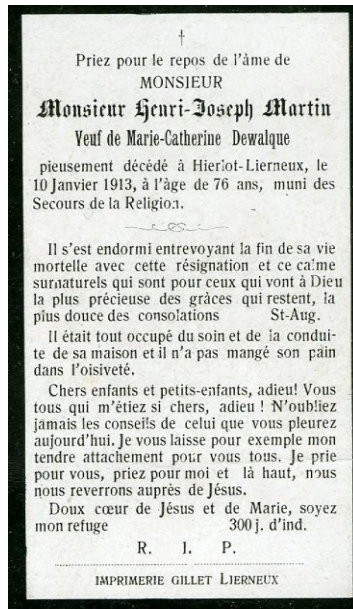 †
Priez pour le repos de l'âme de
MONSIEUR
Monsieur Henri-Joseph Martin
Veuf de Marie-Catherine Dewalque
pieusement décédé à Hierlot-Lierneux, le
10 Janvier 1913, à l'âge de 76 ans, muni des
Secours de la Religion.
Il s'est endormi entrevoyant la fin de sa vie
mortelle avec cette résignation et ce calme
surnaturels qui sont pour ceux qui vont à Dieu
la plus précieuse des grâces qui restent, la
plus douce des consolations St-Aug.
Il était tout occupé du soin et de la condui-
te de sa maison et il n'a pas mangé son pain
dans l'oisiveté.
Chers enfants et petits-enfants, adieu! Vous
tous qui m'étiez si chers, adieu ! N'oubliez
jamais les conseils de celui que vous pleurez
aujourd'hui. Je vous laisse pour exemple mon
tendre attachement pour vous tous. Je prie
pour vous, priez pour moi et là haut, nous
nous reverrons auprès de Jésus.
Doux cœur de Jésus et de Marie, soyez
mon refuge 300 j. d'ind.
R. I. P.
IMPRIMERIE GILLET LIERNEUX